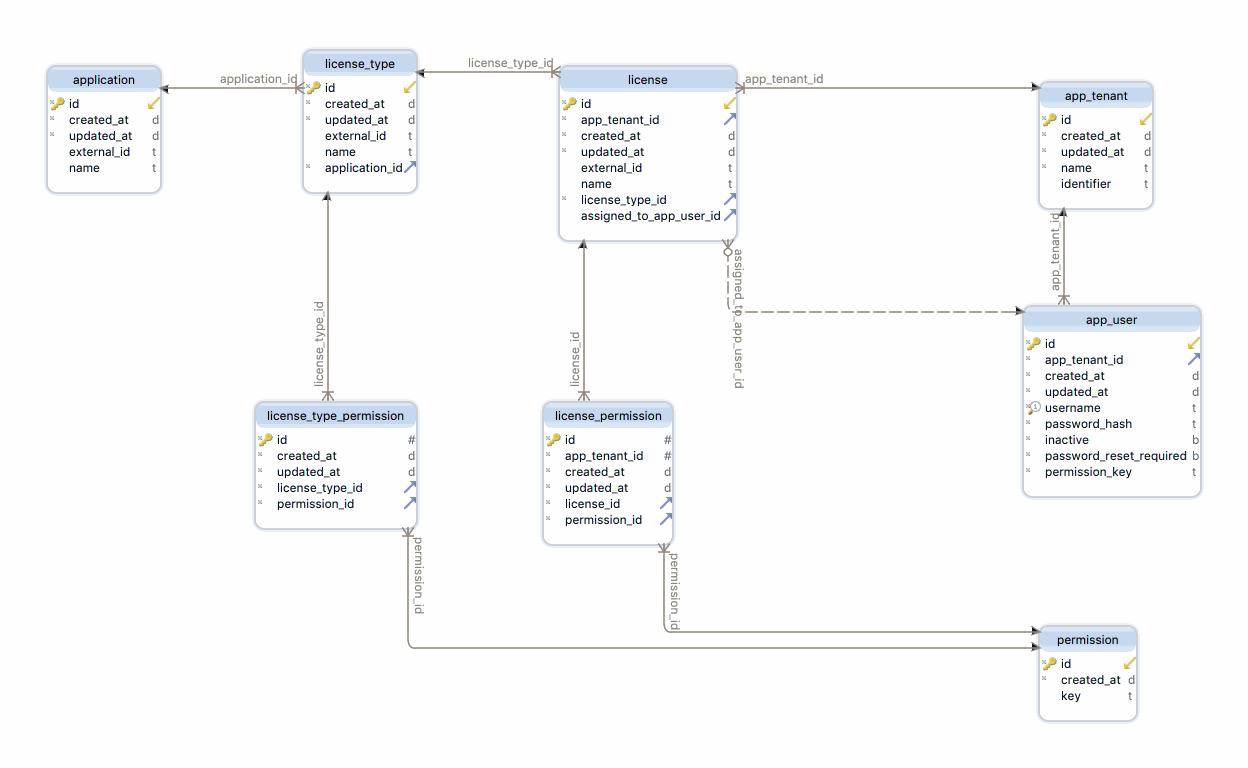 application
id
created_at d
updated_at d
external_id t
name t
application_id
license_type
id
created_at d
updated_at d
external_id t
name t
application_id
license_type_id
license
id
app_tenant_id
created_at d
updated_at d
external_id t
name t
license_type_id
assigned_to_app_user_id
app_tenant_id
app_tenant
id
created_at d
updated_at d
name t
identifier t
app_tenant_id
assigned_to_app_user_id
app_user
id
app_tenant_id
created_at d
updated_at d
username t
password_hash t
inactive b
password_reset_required b
permission_key t
license_type_id
license_type_permission
id #
created_at d
updated_at d
license_type_id
permission_id
license_id
license_permission
id #
app_tenant_id #
created_at d
updated_at d
license_id
permission_id
permission_id
permission_id
permission
id
created_at d
key t